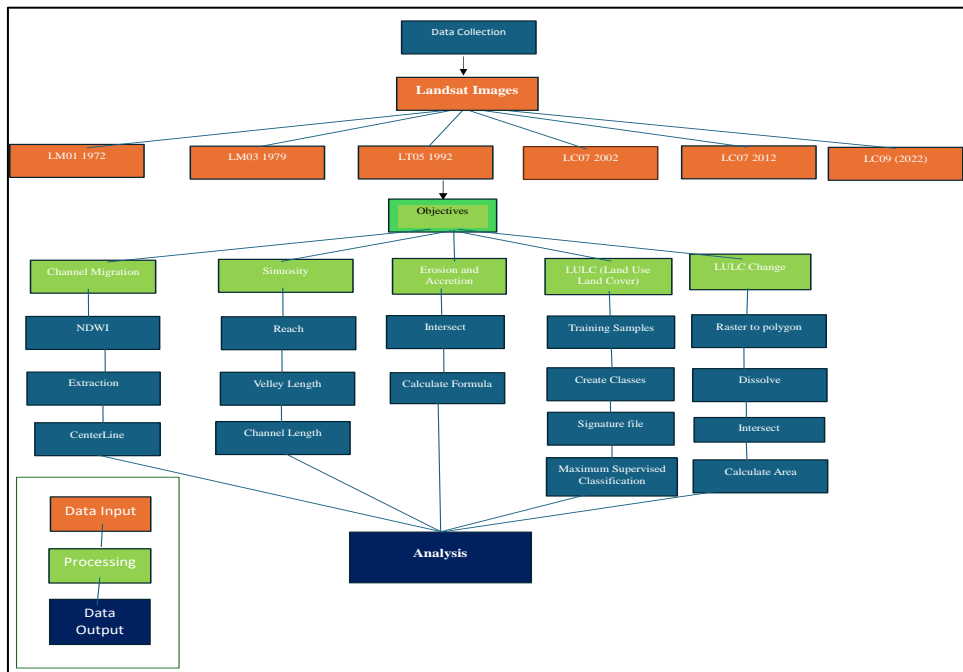 Data Collection
Landsat Images
LM01 1972
LM03 1979
LT05 1992
LC07 2002
LC07 2012
LC09 (2022)
Objectives
Channel Migration
Sinuosity
Erosion and
Accretion
LULC (Land Use
Land Cover)
LULC Change
NDWI
Reach
Intersect
Training Samples
Raster to polygon
Extraction
Velley Length
Calculate Formula
Create Classes
Dissolve
CenterLine
Channel Length
Signature file
Intersect
Maximum Supervised
Classification
Calculate Area
Data Input
Processing
Data
Output
Analysis